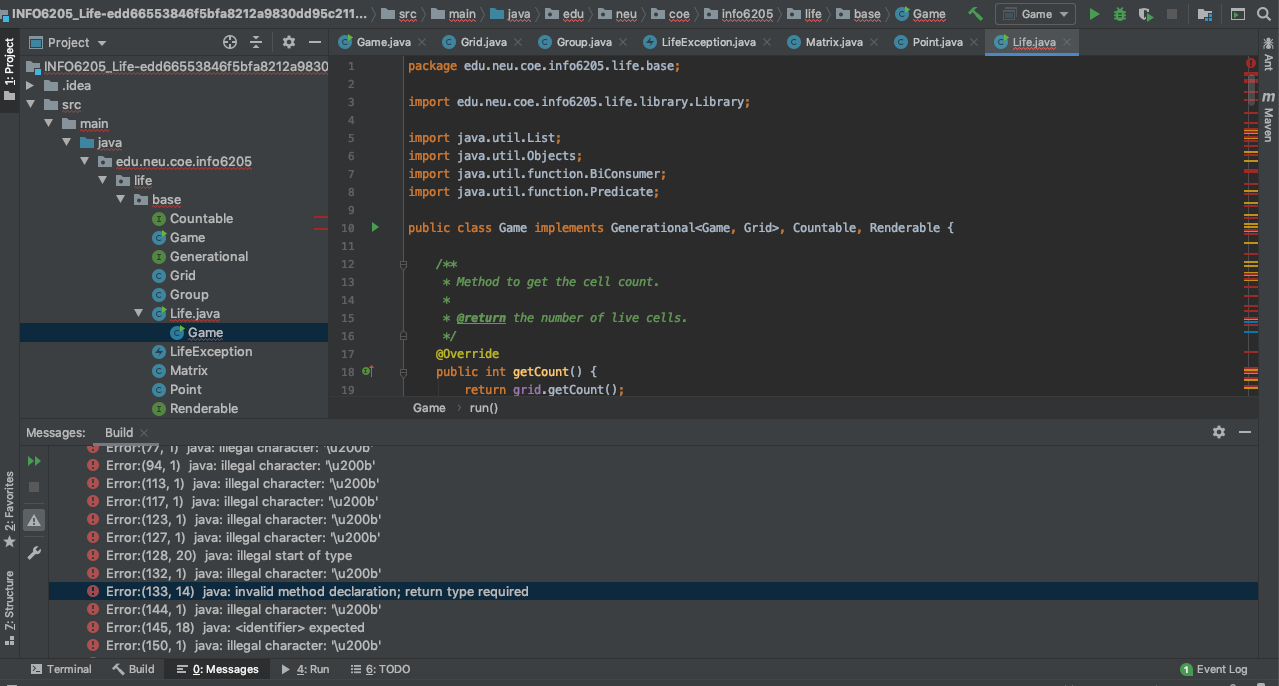 INFO6205_Life-edd66553846f5bfa8212a9830dd95c211... src main java edu neu coe info6205 life base Game Game
1: Project
Project
Game.java Grid.java Group.java LifeException.java Matrix.java Point.java Life.java
Ant
Maven
INFO6205_Life-edd66553846f5bfa8212a9830
.idea
src
main
java
edu.neu.coe.info6205
life
base
Countable
Game
Generational
Grid
Group
Life.java
Game
LifeException
Matrix
Point
Renderable
1 package edu.neu.coe.info6205.life.base;
2
3 import edu.neu.coe.info6205.life.library.Library;
4
5 import java.util.List;
6 import java.util.Objects;
7 import java.util.function.BiConsumer;
8 import java.util.function.Predicate;
9
10 public class Game implements Generational<Game, Grid>, Countable, Renderable {
11
12 /**
13 * Method to get the cell count.
14 *
15 * @return the number of live cells.
16 */
17 @Override
18 public int getCount() {
19 return grid.getCount();
Game run()
Messages: Build
Error:(77, 1) java: illegal character: '\u200b'
Error:(94, 1) java: illegal character: '\u200b'
Error:(113, 1) java: illegal character: '\u200b'
Error:(117, 1) java: illegal character: '\u200b'
Error:(123, 1) java: illegal character: '\u200b'
Error:(127, 1) java: illegal character: '\u200b'
Error:(128, 20) java: illegal start of type
Error:(132, 1) java: illegal character: '\u200b'
Error:(133, 14) java: invalid method declaration; return type required
Error:(144, 1) java: illegal character: '\u200b'
Error:(145, 18) java: <identifier> expected
Error:(150, 1) java: illegal character: '\u200b'
2: Favorites
7: Structure
Terminal Build 0: Messages 4: Run 6: TODO 1 Event Log